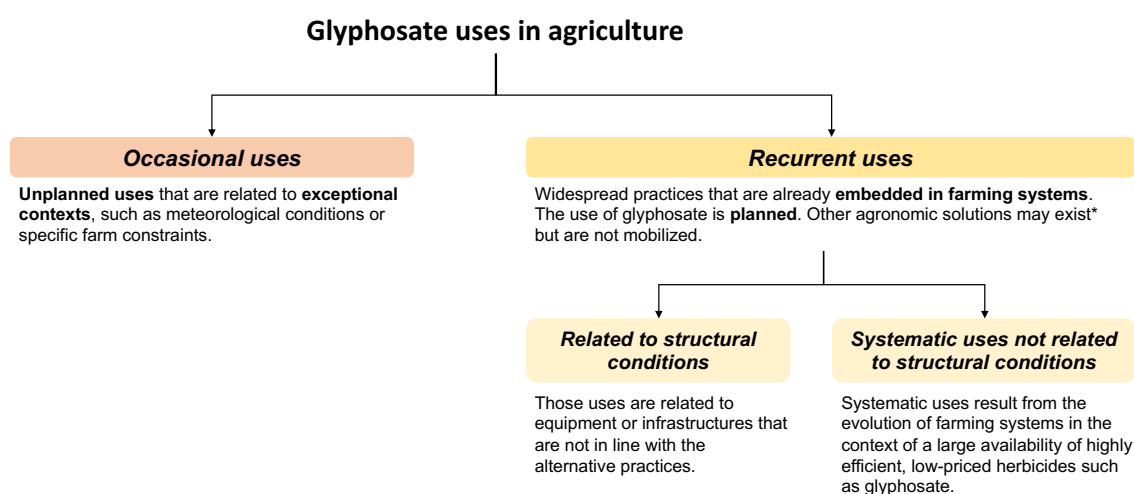 Glyphosate uses in agriculture
Occasional uses
Unplanned uses that are related to exceptional
contexts, such as meteorological conditions or
specific farm constraints.
Recurrent uses
Widespread practices that are already embedded in farming systems.
The use of glyphosate is planned. Other agronomic solutions may exist*
but are not mobilized.
Related to structural
conditions
Those uses are related to
equipment or infrastructures that
are not in line with the
alternative practices.
Systematic uses not related
to structural conditions
Systematic uses result from the
evolution of farming systems in the
context of a large availability of highly
efficient, low-priced herbicides such
as glyphosate.